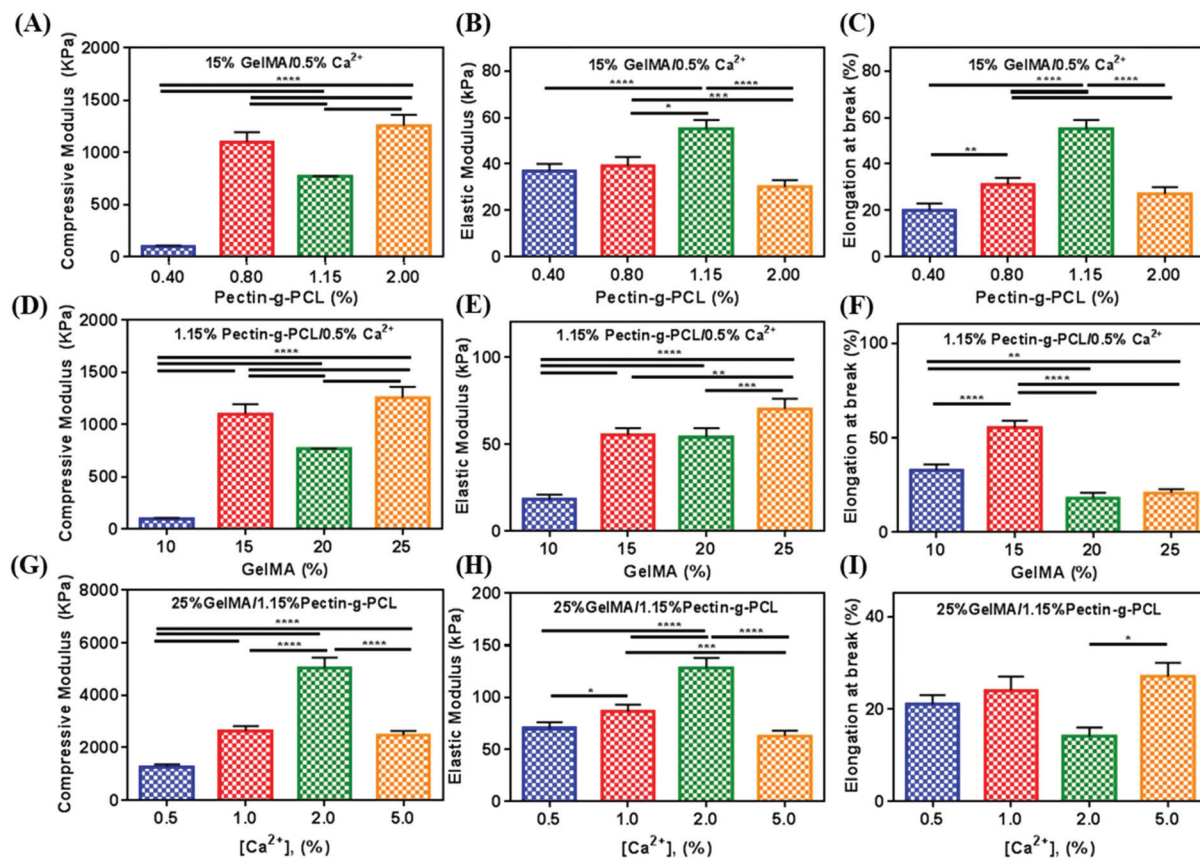 (A)
Compressive Modulus (KPa)
2000
1500
1000
500
0
15% GelMA/0.5% Ca²⁺
****
0.40 0.80 1.15 2.00
Pectin-g-PCL (%)
(B)
Elastic Modulus (kPa)
80
60
40
20
0
15% GelMA/0.5% Ca²⁺
**** ****
***
*
0.40 0.80 1.15 2.00
Pectin-g-PCL (%)
(C)
Elongation at break (%)
80
60
40
20
0
15% GelMA/0.5% Ca²⁺
**** ****
**
0.40 0.80 1.15 2.00
Pectin-g-PCL (%)
(D)
Compressive Modulus (KPa)
2000
1500
1000
500
0
1.15% Pectin-g-PCL/0.5% Ca²⁺
****
10 15 20 25
GelMA (%)
(E)
Elastic Modulus (kPa)
100
50
0
1.15% Pectin-g-PCL/0.5% Ca²⁺
****
**
***
10 15 20 25
GelMA (%)
(F)
Elongation at break (%)
100
50
0
1.15% Pectin-g-PCL/0.5% Ca²⁺
**
****
****
10 15 20 25
GelMA (%)
(G)
Compressive Modulus (KPa)
8000
6000
4000
2000
0
25%GelMA/1.15%Pectin-g-PCL
****
**** ****
0.5 1.0 2.0 5.0
[Ca²⁺], (%)
(H)
Elastic Modulus (kPa)
200
150
100
50
0
25%GelMA/1.15%Pectin-g-PCL
****
****
***
*
0.5 1.0 2.0 5.0
[Ca²⁺], (%)
(I)
Elongation at break (%)
40
20
0
25%GelMA/1.15%Pectin-g-PCL
*
0.5 1.0 2.0 5.0
[Ca²⁺], (%)